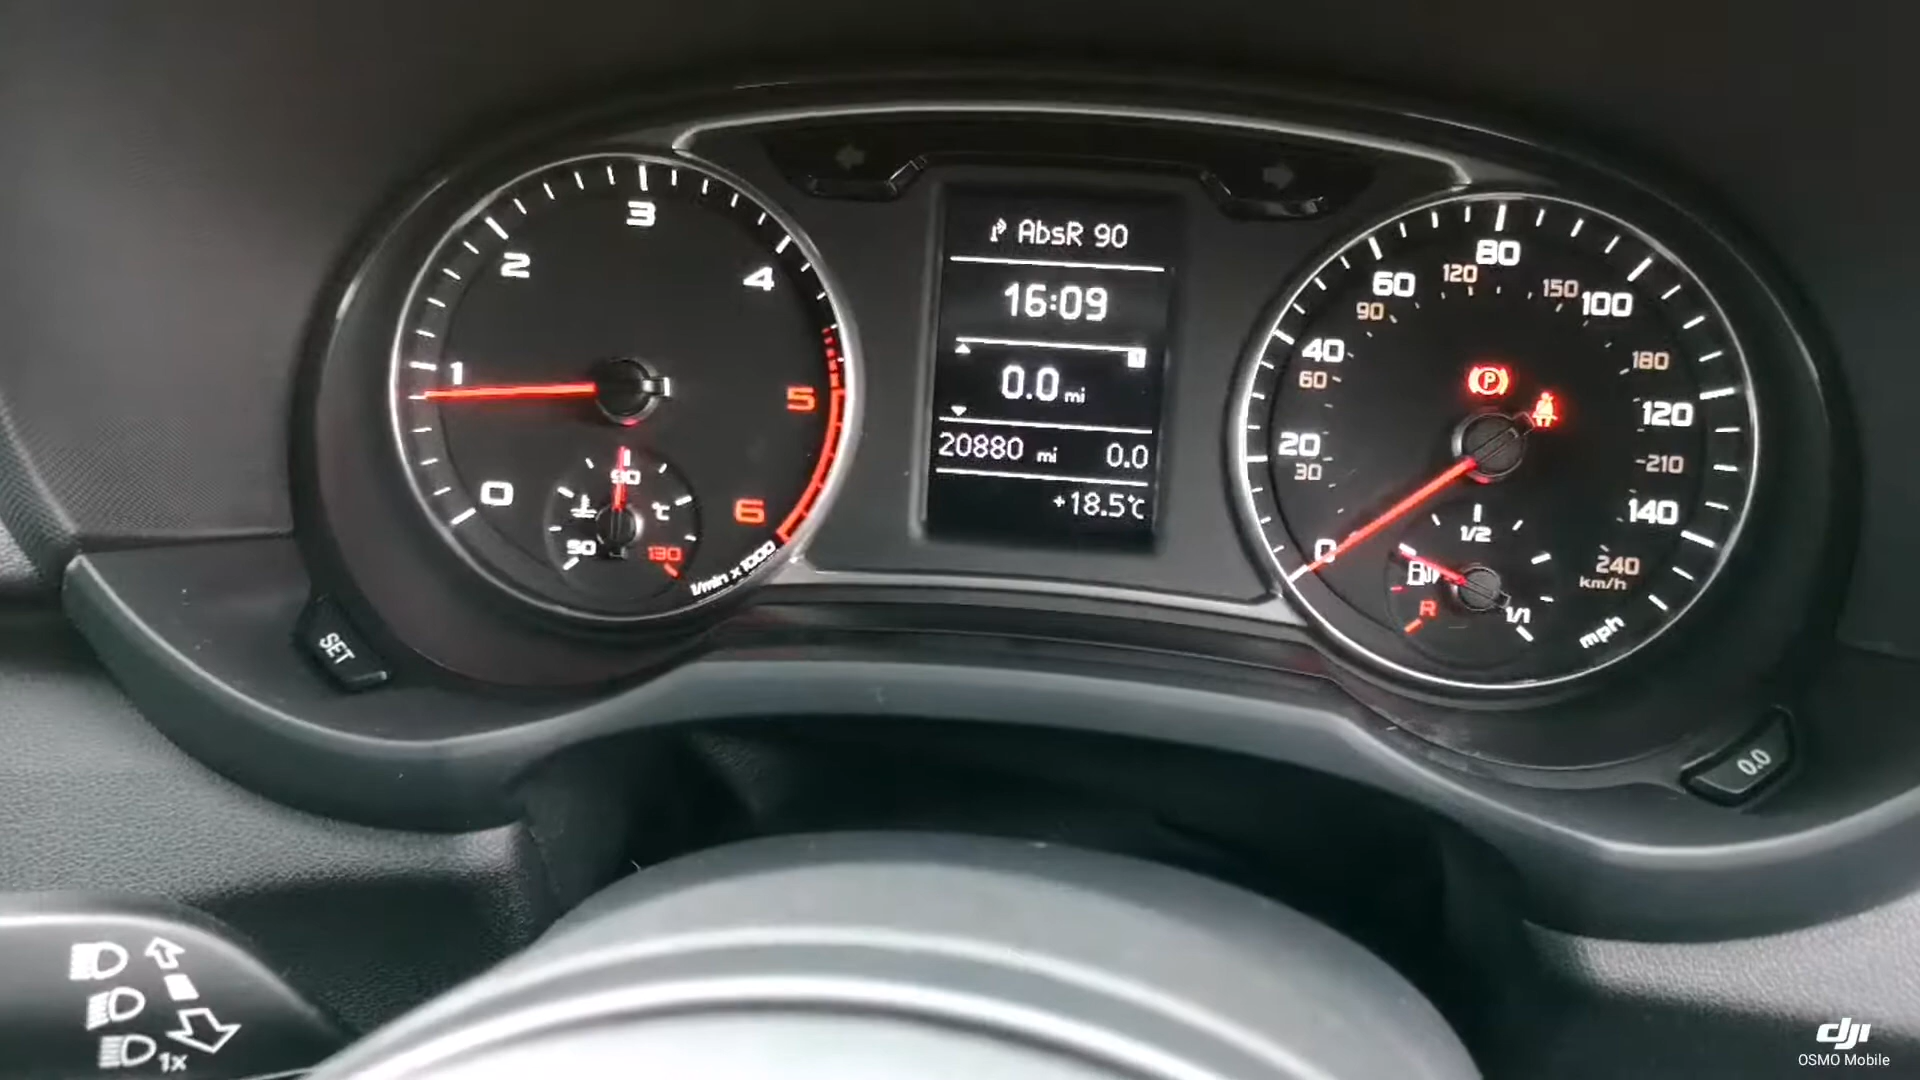 AbsR 90
16:09
0.0 mi
20880 mi 0.0
+18.5°C
0
1
2
3
4
5
6
1/min x 1000
50
90
130
°C
0
20
40
60
80
100
120
140
mph
30
60
90
120
150
180
210
240
km/h
P
R
1/2
1/1
SET
0.0
1x
dji
OSMO Mobile